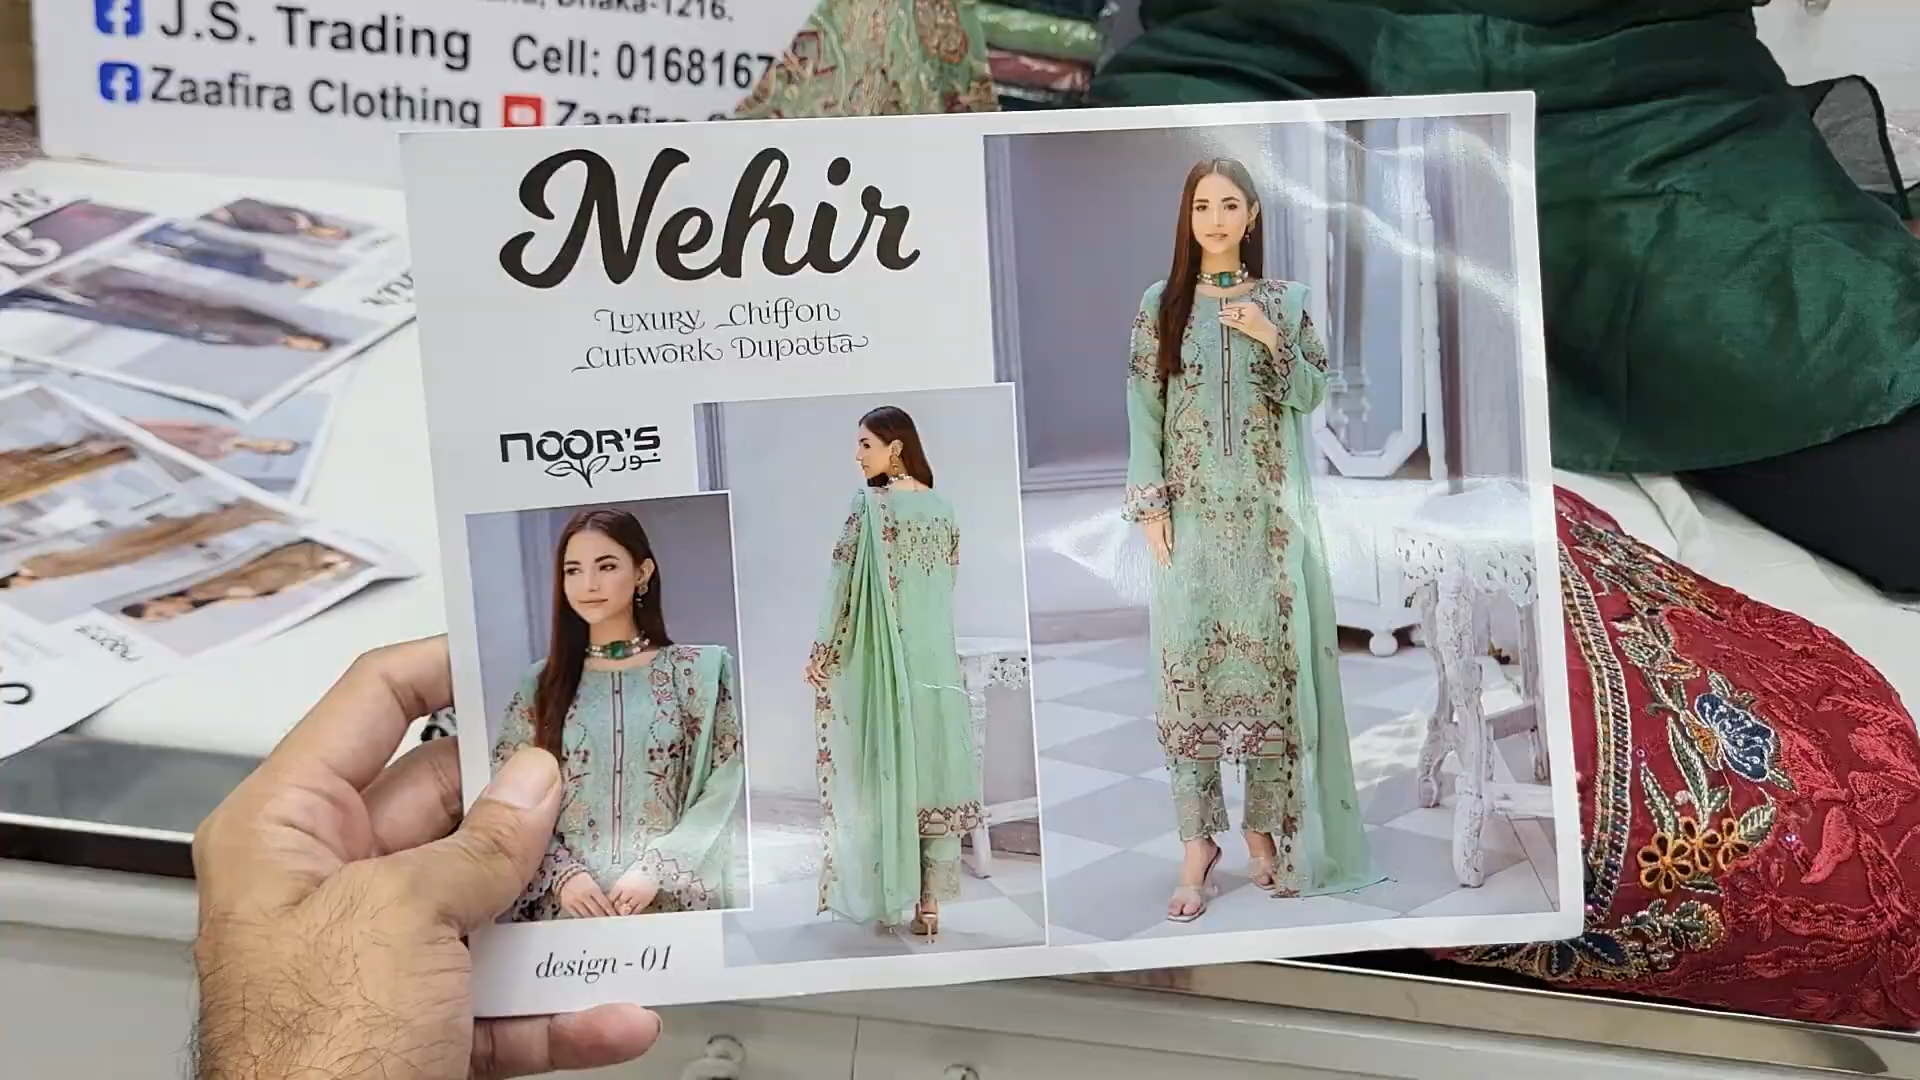 Dhaka-1216.
J.S. Trading
Cell: 0168167
Zaafira Clothing
Nehir
Luxury Chiffon
Cutwork Dupatta
NOOR'S
نور
design - 01